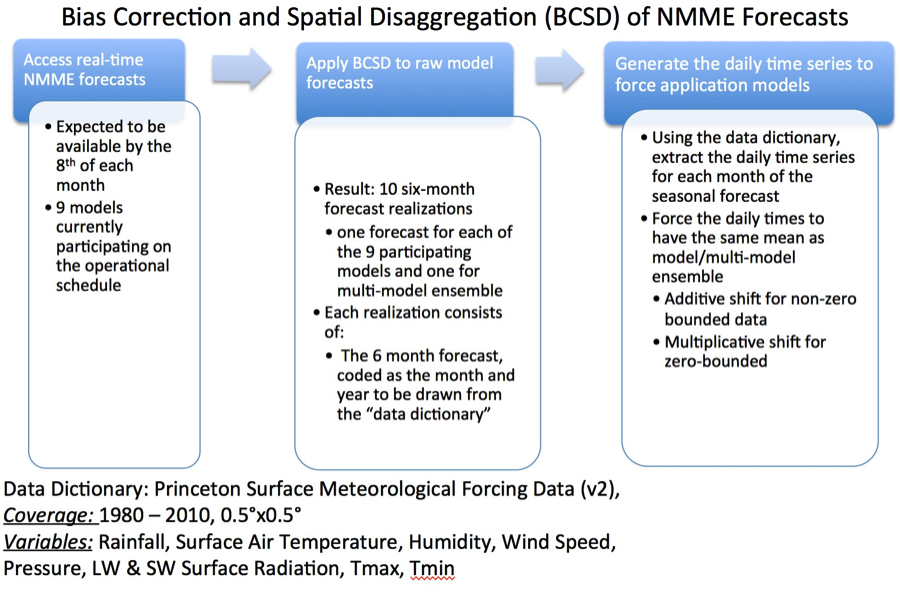 Bias Correction and Spatial Disaggregation (BCSD) of NMME Forecasts
Access real-time
NMME forecasts
• Expected to be
available by the
8th of each
month
• 9 models
currently
participating on
the operational
schedule
Apply BCSD to raw model
forecasts
• Result: 10 six-month
forecast realizations
• one forecast for each of
the 9 participating
models and one for
multi-model ensemble
• Each realization consists
of:
• The 6 month forecast,
coded as the month and
year to be drawn from
the “data dictionary”
Generate the daily time series to
force application models
• Using the data dictionary,
extract the daily time series
for each month of the
seasonal forecast
• Force the daily times to
have the same mean as
model/multi-model
ensemble
• Additive shift for non-zero
bounded data
• Multiplicative shift for
zero-bounded
Data Dictionary: Princeton Surface Meteorological Forcing Data (v2),
Coverage: 1980 – 2010, 0.5°x0.5°
Variables: Rainfall, Surface Air Temperature, Humidity, Wind Speed,
Pressure, LW & SW Surface Radiation, Tmax, Tmin